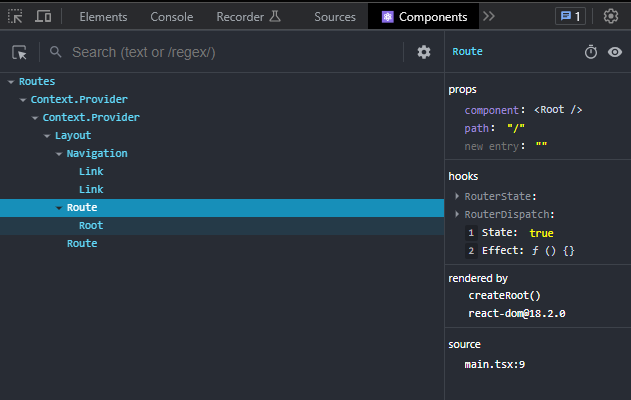 Elements Console Recorder Sources Components 1
Search (text or /regex/)
Routes
Context.Provider
Context.Provider
Layout
Navigation
Link
Link
Route
Root
Route
Route
props
component: <Root />
path: "/"
new entry: ""
hooks
RouterState:
RouterDispatch:
1 State: true
2 Effect: ƒ () {}
rendered by
createRoot()
react-dom@18.2.0
source
main.tsx:9